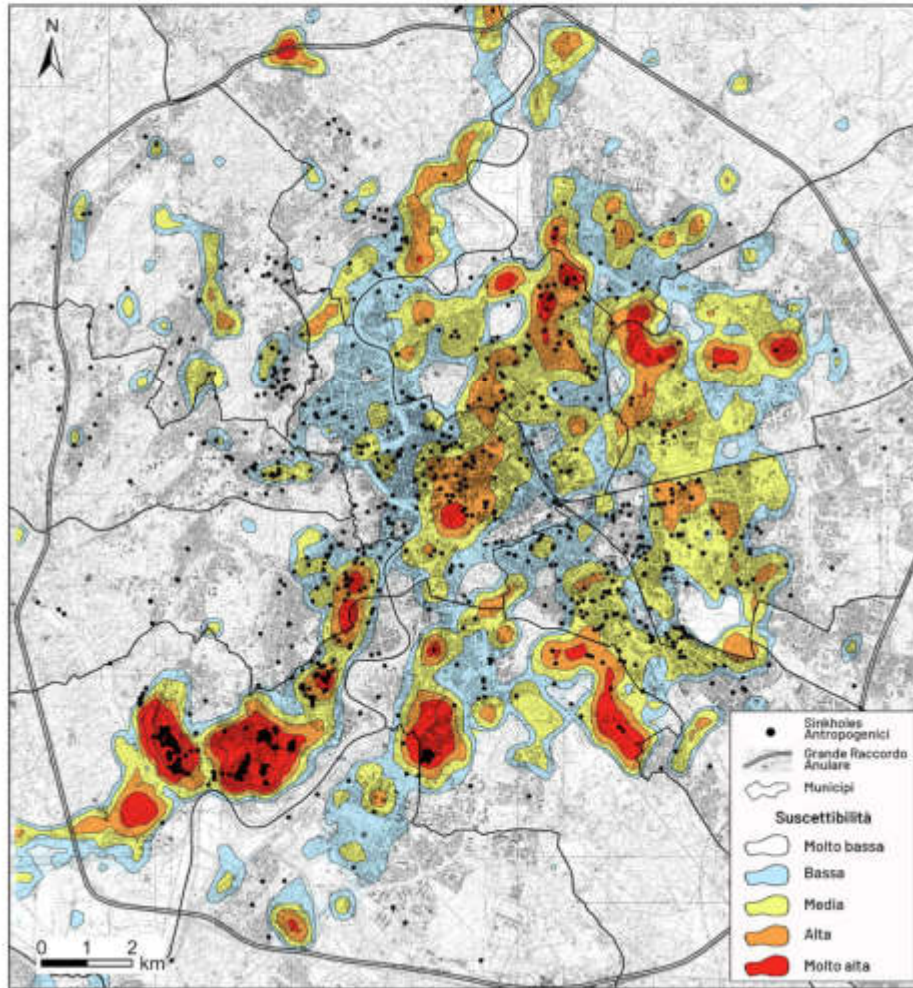 N
Sinkholes
Antropogenici
Grande Raccordo
Anulare
Municipi
Suscettibilità
Molto bassa
Bassa
Media
Alta
Molto alta
0 1 2
km